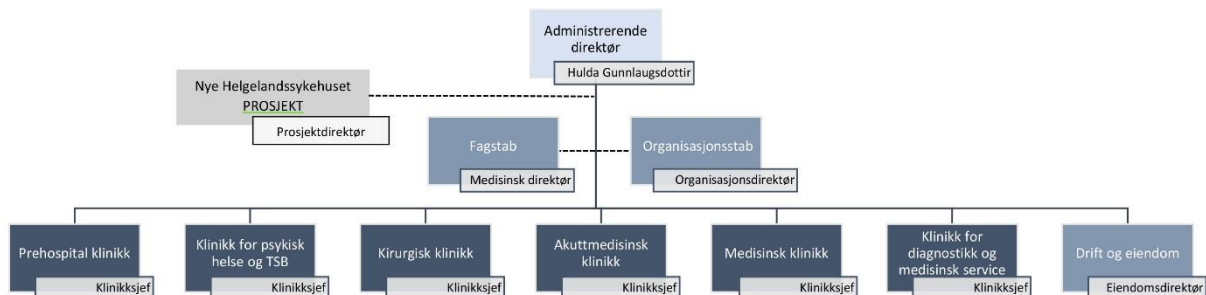 Administrerende
direktør
Hulda Gunnlaugsdottir
Nye Helgelandssykehuset
PROSJEKT
Prosjektdirektør
Fagstab
Medisinsk direktør
Organisasjonsstab
Organisasjonsdirektør
Prehospital klinikk
Klinikksjef
Klinikk for psykisk
helse og TSB
Klinikksjef
Kirurgisk klinikk
Klinikksjef
Akuttmedisinsk
klinikk
Klinikksjef
Medisinsk klinikk
Klinikksjef
Klinikk for
diagnostikk og
medisinsk service
Klinikksjef
Drift og eiendom
Eiendomsdirektør